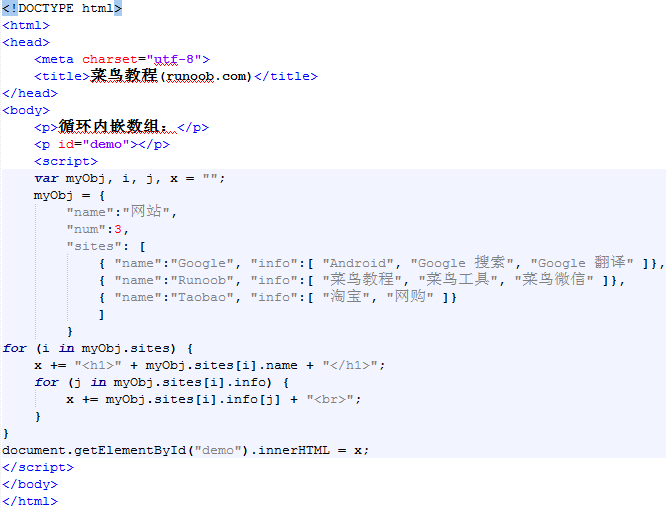 <!DOCTYPE html>
<html>
<head>
    <meta charset="utf-8">
    <title>菜鸟教程(runoob.com)</title>
</head>
<body>
    <p>循环内嵌数组：</p>
    <p id="demo"></p>
    <script>
    var myObj, i, j, x = "";
    myObj = {
        "name":"网站",
        "num":3,
        "sites": [
            { "name":"Google", "info":[ "Android", "Google 搜索", "Google 翻译" ]},
            { "name":"Runoob", "info":[ "菜鸟教程", "菜鸟工具", "菜鸟微信" ]},
            { "name":"Taobao", "info":[ "淘宝", "网购" ]}
            ]
        }
for (i in myObj.sites) {
    x += "<h1>" + myObj.sites[i].name + "</h1>";
    for (j in myObj.sites[i].info) {
        x += myObj.sites[i].info[j] + "<br>";
    }
}
document.getElementById("demo").innerHTML = x;
</script>
</body>
</html>